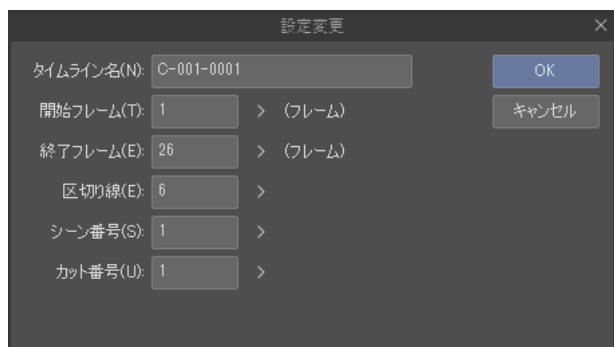 設定変更
タイムライン名(N): C-001-0001 OK
開始フレーム(T): 1 > (フレーム) キャンセル
終了フレーム(E): 26 > (フレーム)
区切り線(E): 6 >
シーン番号(S): 1 >
カット番号(U): 1 >